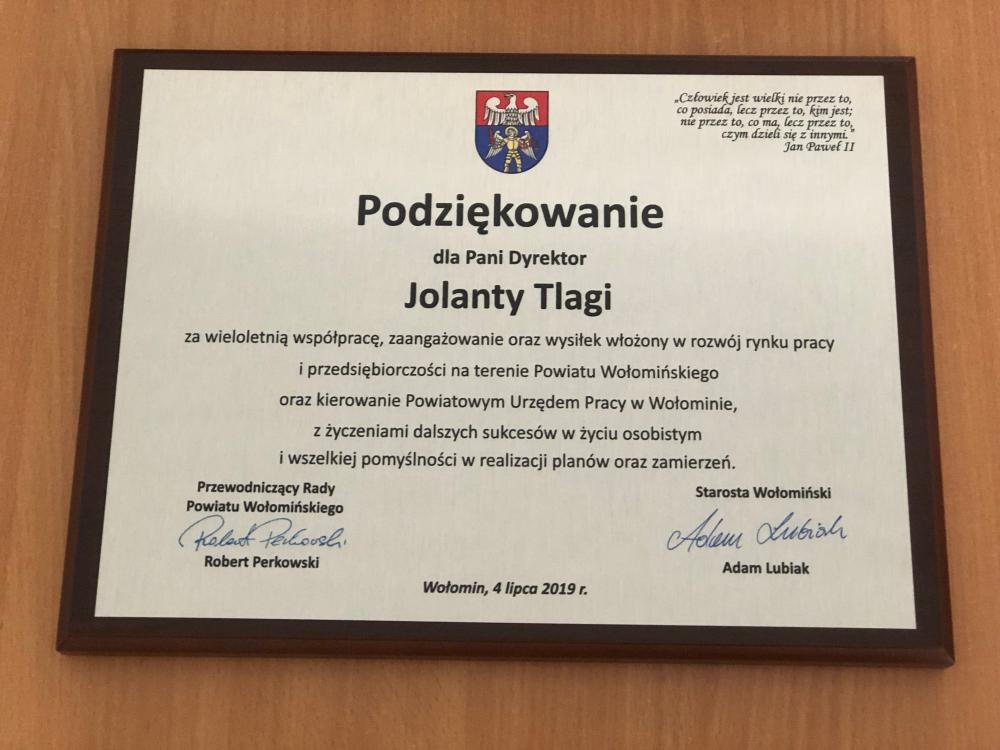 „Człowiek jest wielki nie przez to,
co posiada, lecz przez to, kim jest;
nie przez to, co ma, lecz przez to,
czym dzieli się z innymi.”
Jan Paweł II
Podziękowanie
dla Pani Dyrektor
Jolanty Tlagi
za wieloletnią współpracę, zaangażowanie oraz wysiłek włożony w rozwój rynku pracy
i przedsiębiorczości na terenie Powiatu Wołomińskiego
oraz kierowanie Powiatowym Urzędem Pracy w Wołominie,
z życzeniami dalszych sukcesów w życiu osobistym
i wszelkiej pomyślności w realizacji planów oraz zamierzeń.
Przewodniczący Rady
Powiatu Wołomińskiego
Robert Perkowski
Robert Perkowski
Starosta Wołomiński
Adam Lubiak
Adam Lubiak
Wołomin, 4 lipca 2019 r.